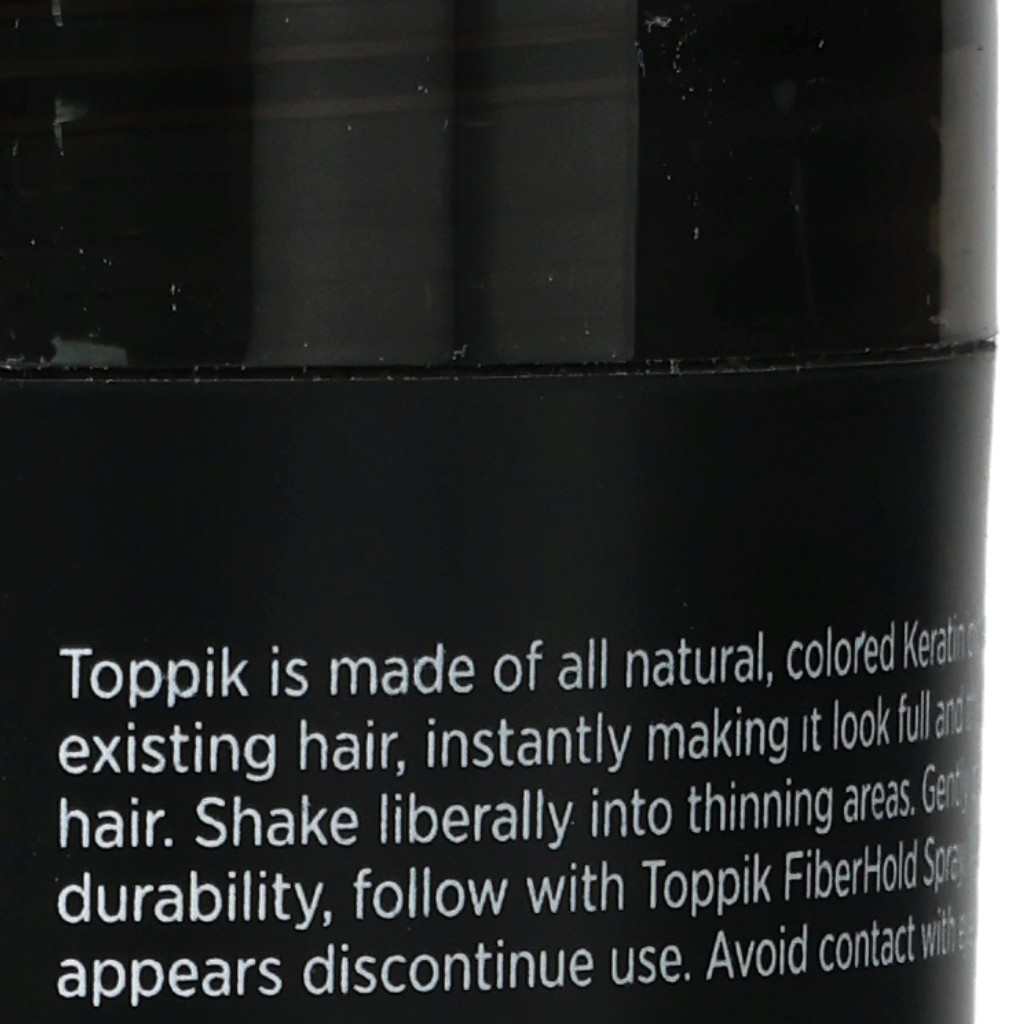 Toppik is made of all natural, colored Keratin
existing hair, instantly making it look full and
hair. Shake liberally into thinning areas. Gently
durability, follow with Toppik FiberHold Spray
appears discontinue use. Avoid contact with